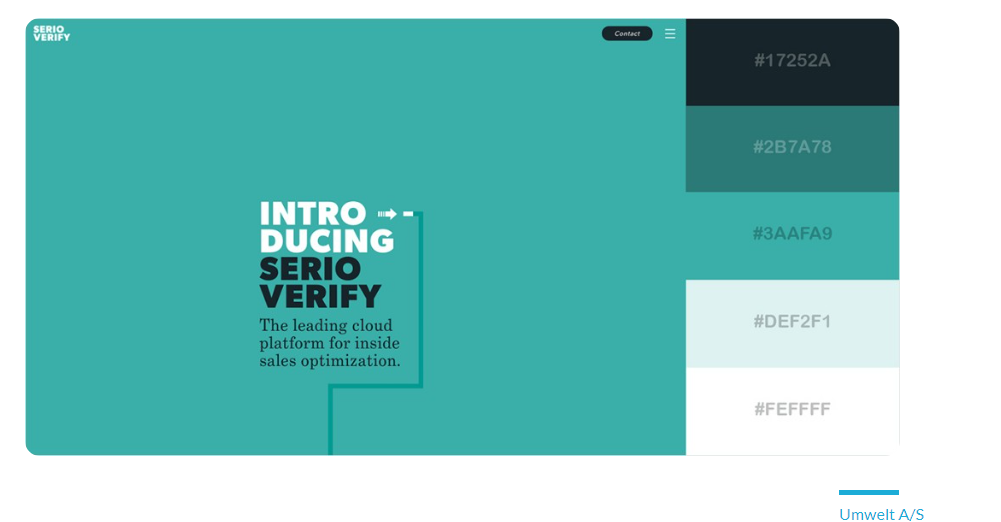 SERIO
VERIFY
Contact
INTRO
DUCING
SERIO
VERIFY
The leading cloud
platform for inside
sales optimization.
#17252A
#2B7A78
#3AAFA9
#DEF2F1
#FEFFFF
Umwelt A/S